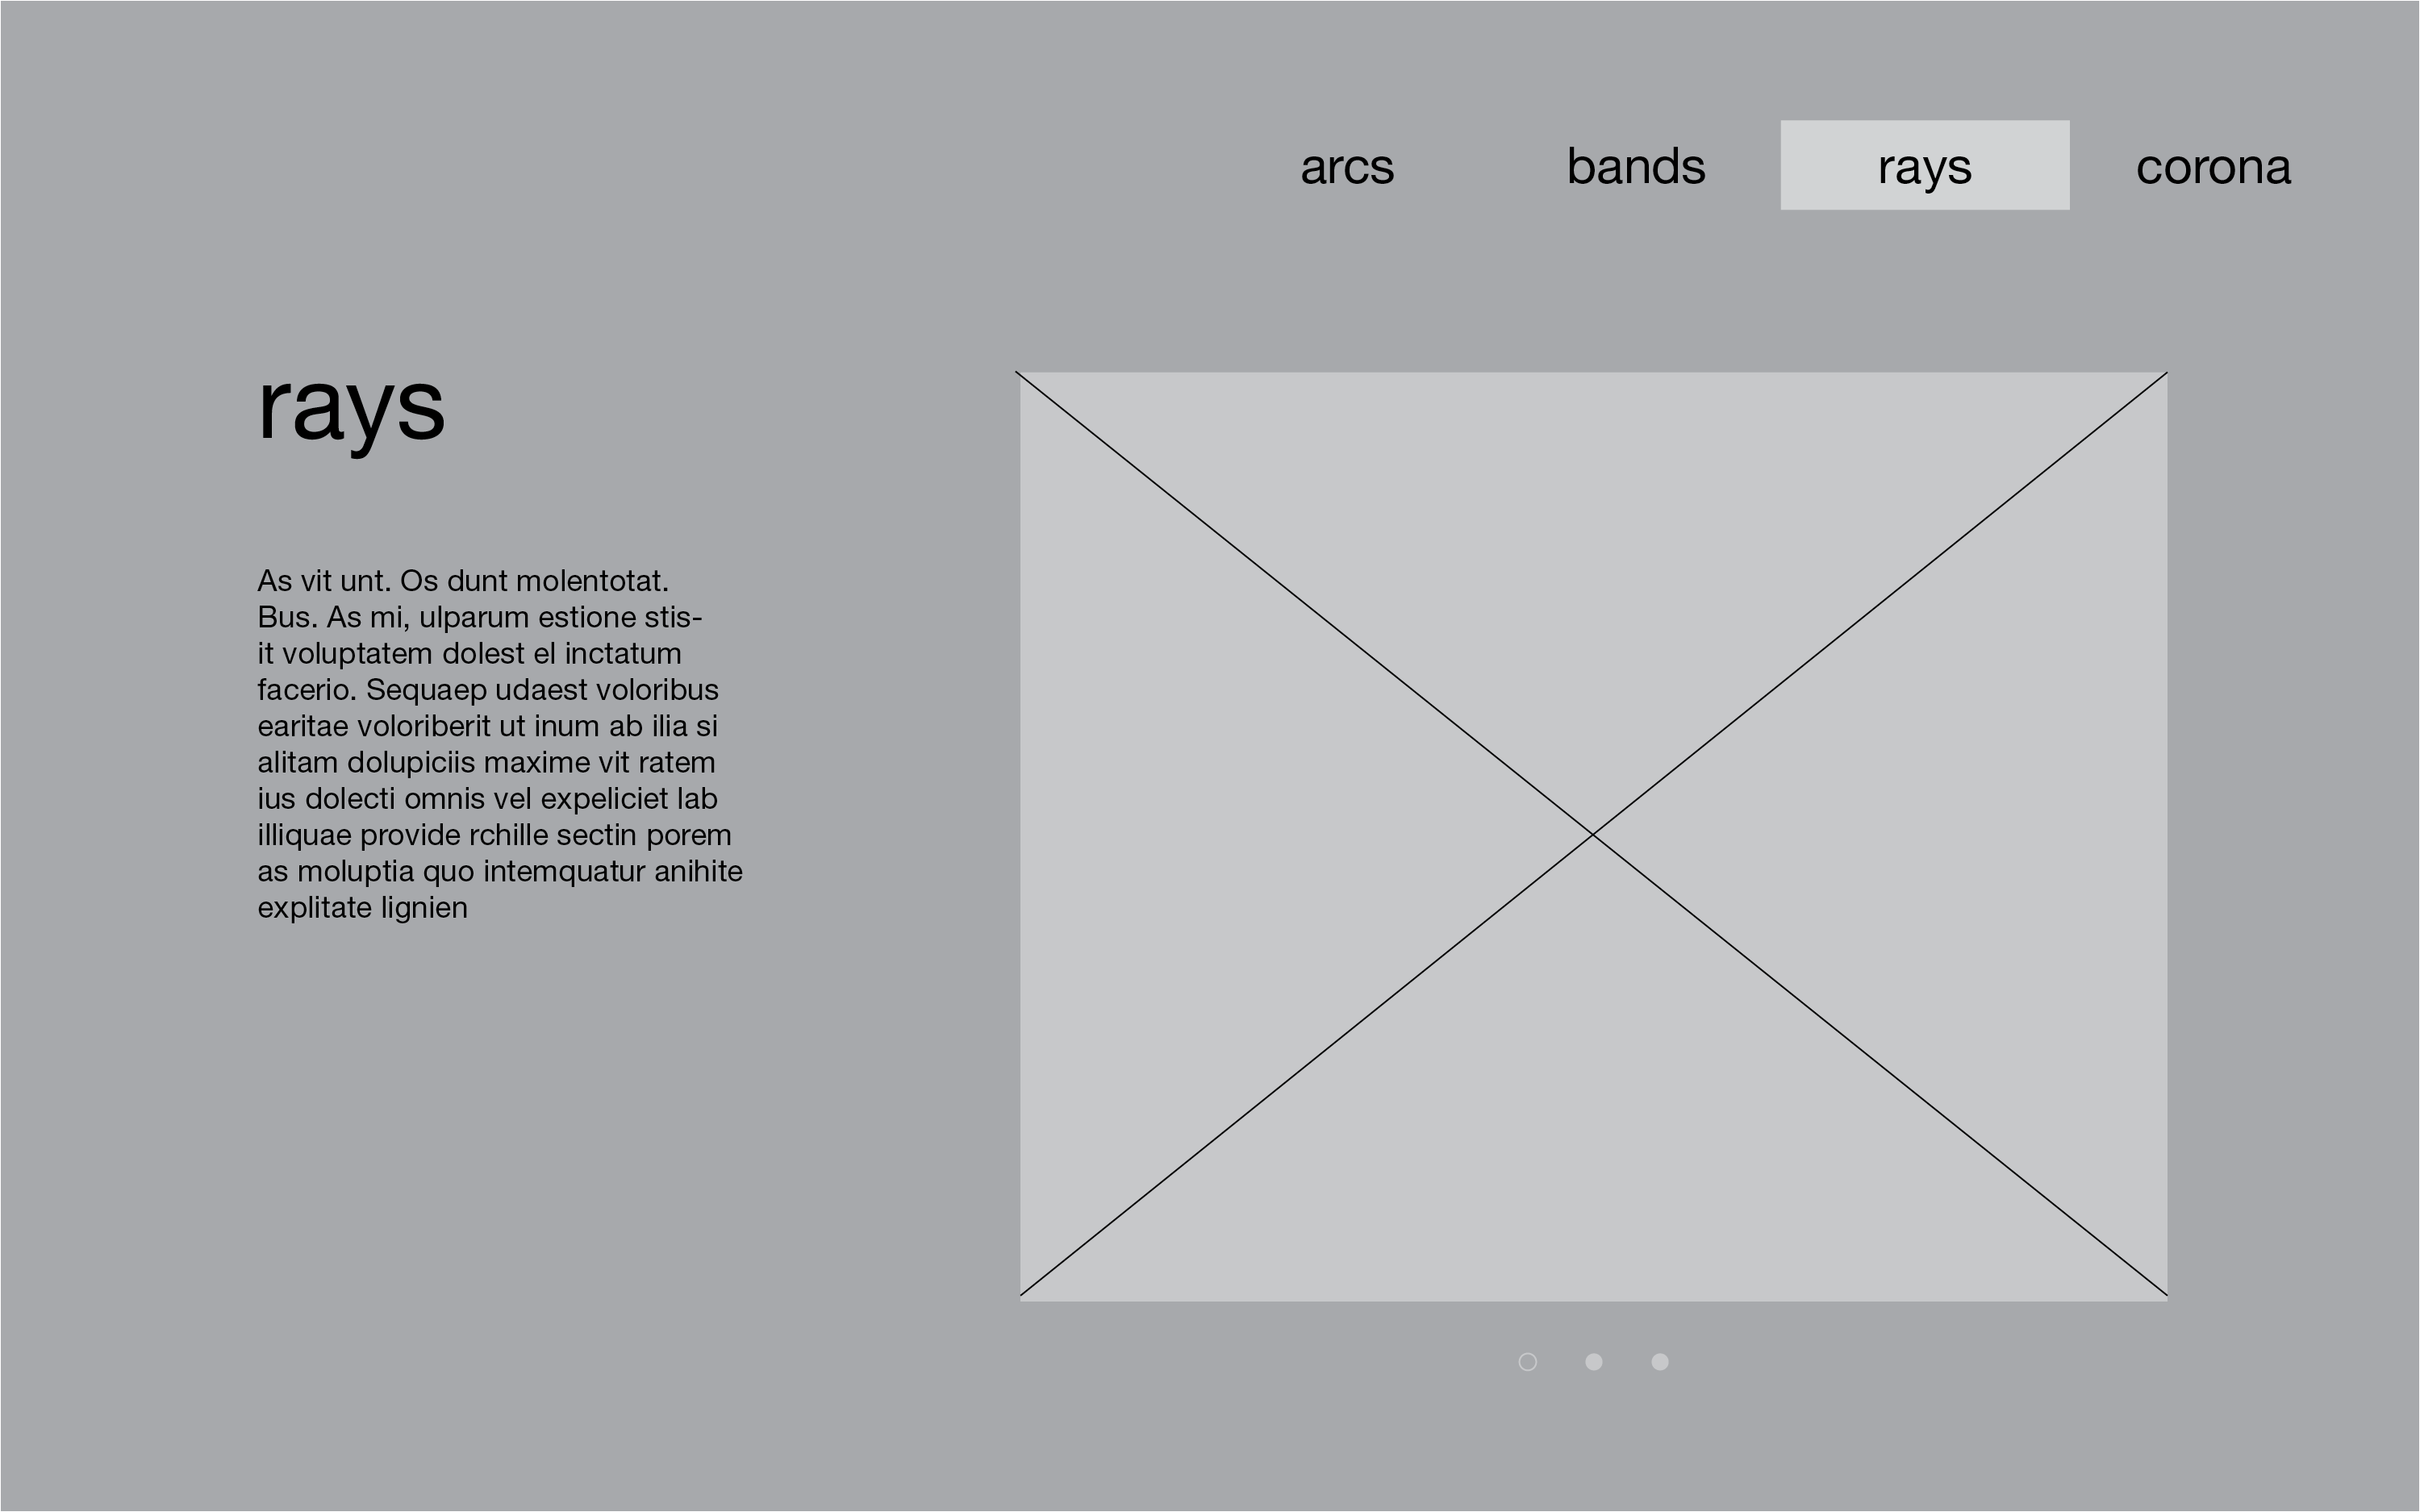 arcs bands rays corona
rays
As vit unt. Os dunt molentotat.
Bus. As mi, ulparum estione stis-
it voluptatem dolest el inctatum
facerio. Sequaep udaest voloribus
earitae voloriberit ut inum ab ilia si
alitam dolupiciis maxime vit ratem
ius dolecti omnis vel expeliciet lab
illiquae provide rchille sectin porem
as moluptia quo intemquatur anihite
explitate lignien